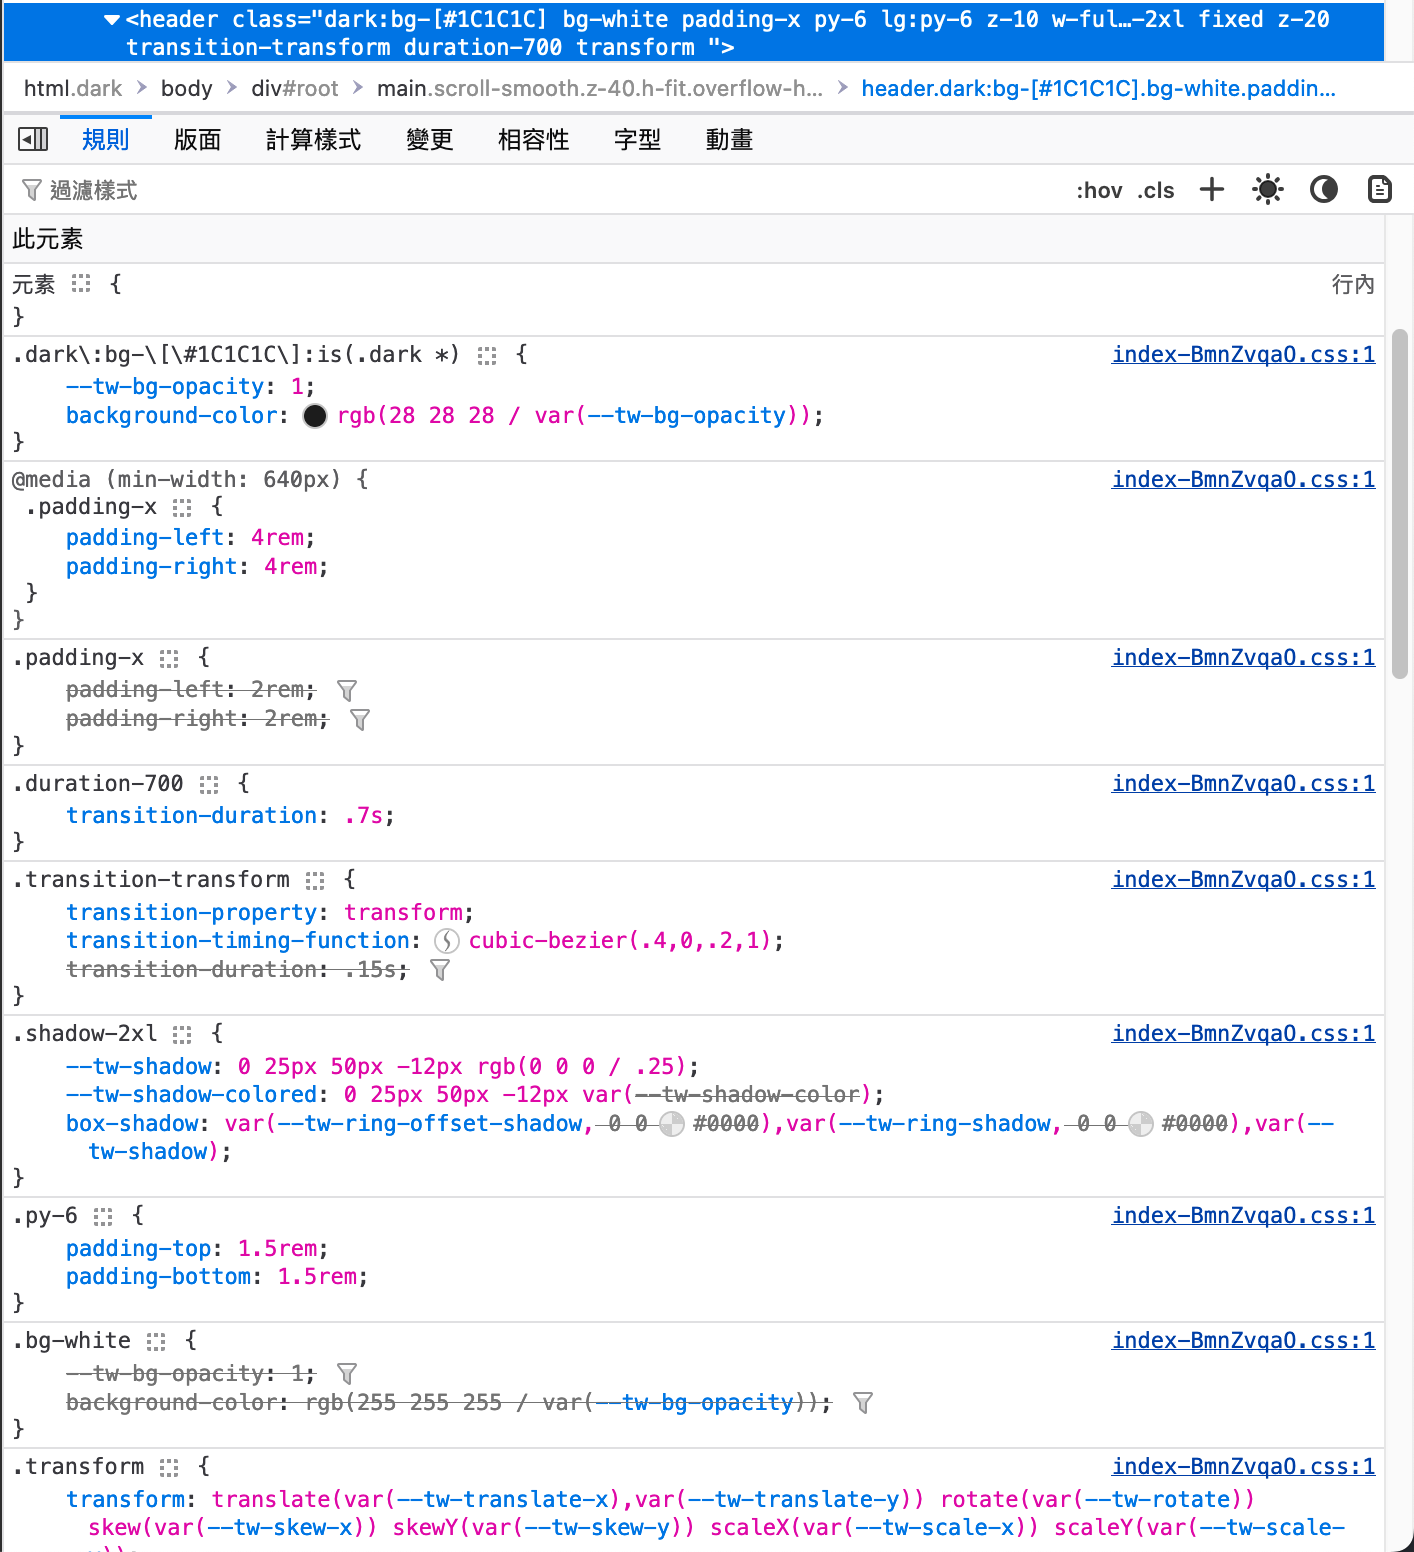 <header class="dark:bg-[#1C1C1C] bg-white padding-x py-6 lg:py-6 z-10 w-ful…-2xl fixed z-20
transition-transform duration-700 transform ">
html.dark > body > div#root > main.scroll-smooth.z-40.h-fit.overflow-h... > header.dark:bg-[#1C1C1C].bg-white.paddin...
規則 版面 計算樣式 變更 相容性 字型 動畫
過濾樣式 :hov .cls +
此元素
元素 { 行內
}
.dark\:bg-\[\#1C1C1C\]:is(.dark *) { index-BmnZvqaO.css:1
--tw-bg-opacity: 1;
background-color: rgb(28 28 28 / var(--tw-bg-opacity));
}
@media (min-width: 640px) { index-BmnZvqaO.css:1
.padding-x {
padding-left: 4rem;
padding-right: 4rem;
}
}
.padding-x { index-BmnZvqaO.css:1
padding-left: 2rem;
padding-right: 2rem;
}
.duration-700 { index-BmnZvqaO.css:1
transition-duration: .7s;
}
.transition-transform { index-BmnZvqaO.css:1
transition-property: transform;
transition-timing-function: cubic-bezier(.4,0,.2,1);
transition-duration: .15s;
}
.shadow-2xl { index-BmnZvqaO.css:1
--tw-shadow: 0 25px 50px -12px rgb(0 0 0 / .25);
--tw-shadow-colored: 0 25px 50px -12px var(--tw-shadow-color);
box-shadow: var(--tw-ring-offset-shadow, 0 0 #0000),var(--tw-ring-shadow, 0 0 #0000),var(--
tw-shadow);
}
.py-6 { index-BmnZvqaO.css:1
padding-top: 1.5rem;
padding-bottom: 1.5rem;
}
.bg-white { index-BmnZvqaO.css:1
--tw-bg-opacity: 1;
background-color: rgb(255 255 255 / var(--tw-bg-opacity));
}
.transform { index-BmnZvqaO.css:1
transform: translate(var(--tw-translate-x),var(--tw-translate-y)) rotate(var(--tw-rotate))
skew(var(--tw-skew-x)) skewY(var(--tw-skew-y)) scaleX(var(--tw-scale-x)) scaleY(var(--tw-scale-